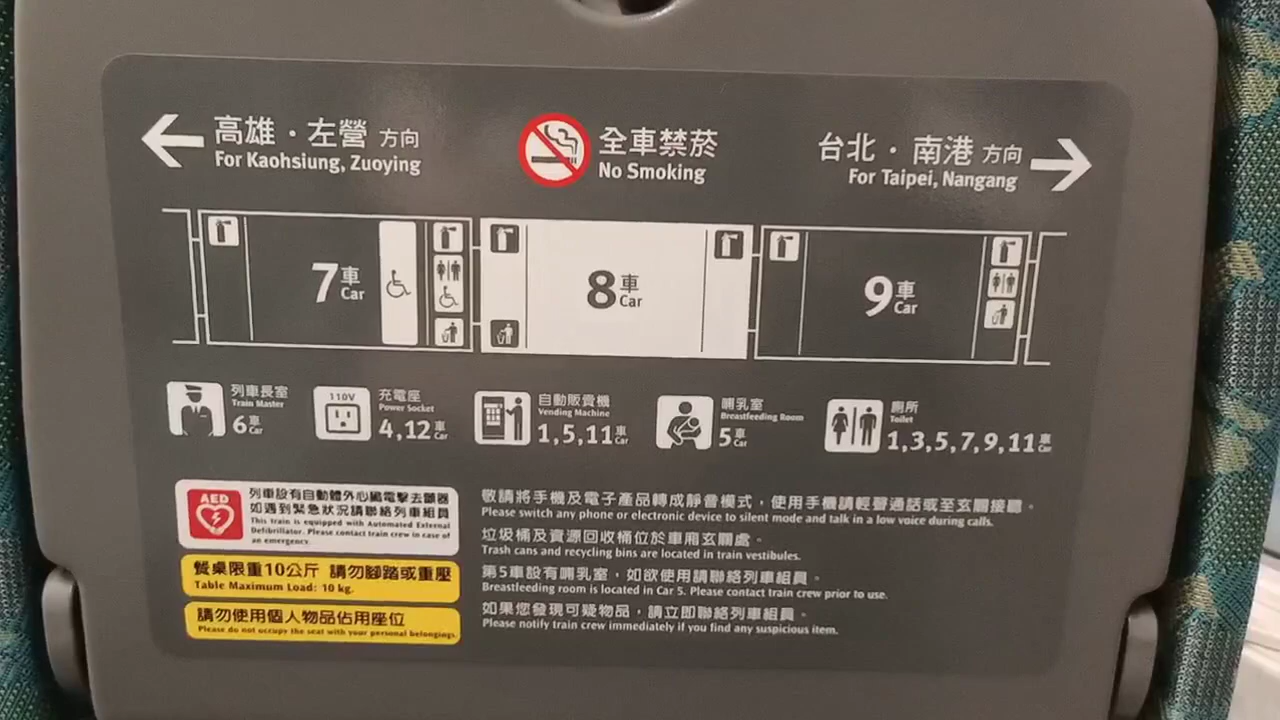 高雄・左營 方向
For Kaohsiung, Zuoying
全車禁菸
No Smoking
台北・南港 方向
For Taipei, Nangang
7車
Car
8車
Car
9車
Car
列車長室
Train Master
6車
Car
110V
充電座
Power Socket
4,12車
Car
自動販賣機
Vending Machine
1,5,11車
Car
哺乳室
Breastfeeding Room
5車
Car
廁所
Toilet
1,3,5,7,9,11車
Car
AED
列車設有自動體外心臟電擊去顫器
如遇到緊急狀況請聯絡列車組員
This train is equipped with Automated External
Defibrillator. Please contact train crew in case of
an emergency.
餐桌限重10公斤 請勿腳踏或重壓
Table Maximum Load: 10 kg.
請勿使用個人物品佔用座位
Please do not occupy the seat with your personal belongings.
敬請將手機及電子產品轉成靜音模式，使用手機請輕聲通話或至玄關接聽。
Please switch any phone or electronic device to silent mode and talk in a low voice during calls.
垃圾桶及資源回收桶位於車廂玄關處。
Trash cans and recycling bins are located in train vestibules.
第5車設有哺乳室，如欲使用請聯絡列車組員。
Breastfeeding room is located in Car 5. Please contact train crew prior to use.
如果您發現可疑物品，請立即聯絡列車組員。
Please notify train crew immediately if you find any suspicious item.